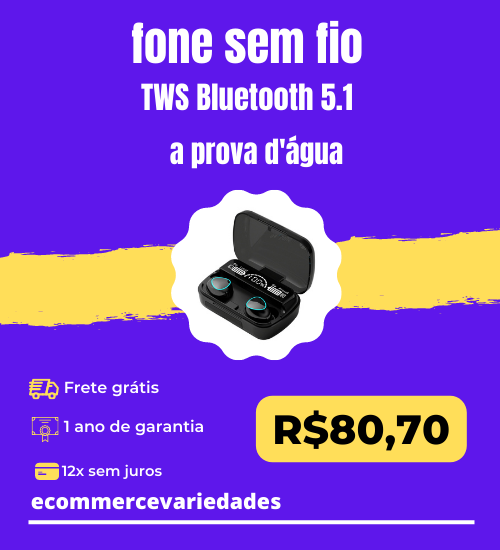 fone sem fio
TWS Bluetooth 5.1
a prova d'água
Frete grátis
1 ano de garantia
12x sem juros
R$80,70
ecommercevariedades